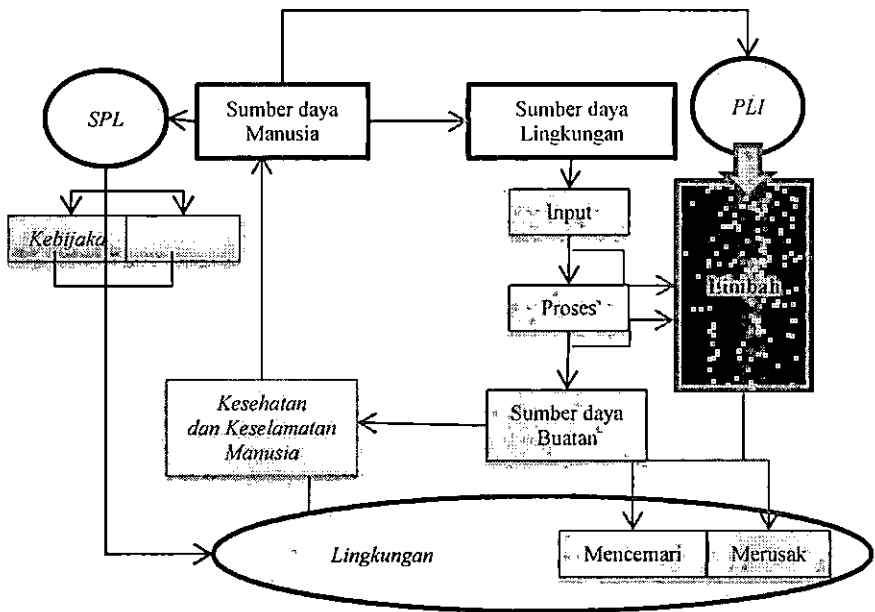 SPL
Sumber daya
Manusia
Sumber daya
Lingkungan
PLI
Input
Kebijaka
Proses
Limbah
Kesehatan
dan Keselamatan
Manusia
Sumber daya
Buatan
Lingkungan
Mencemari
Merusak